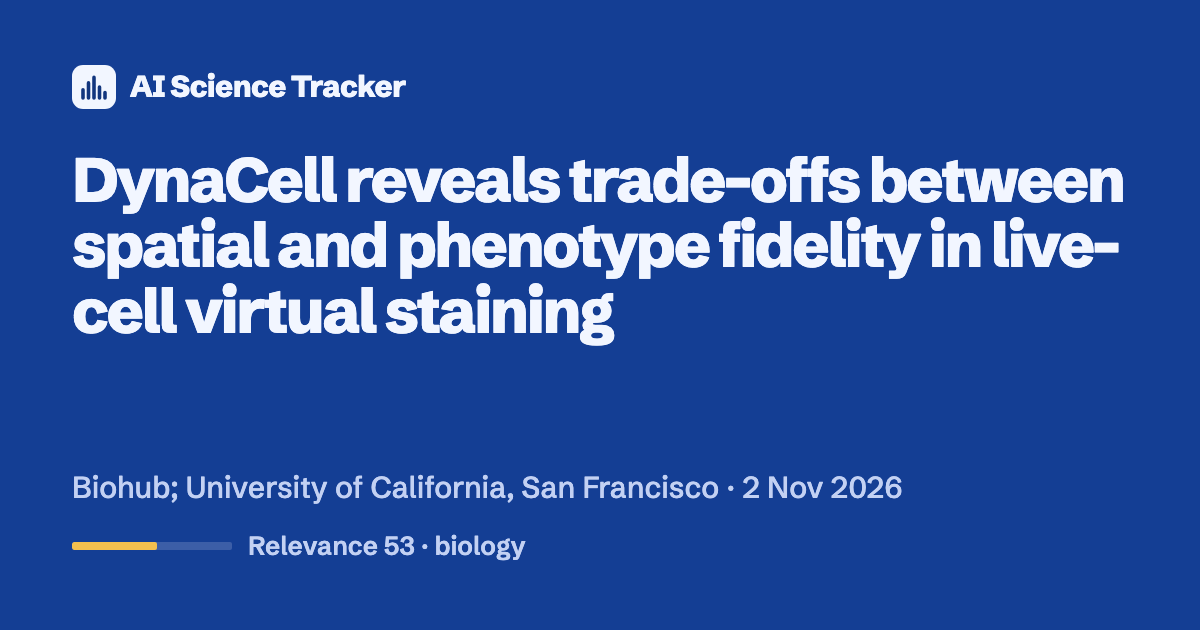 AI Science Tracker
DynaCell reveals trade-offs between
spatial and phenotype fidelity in live-
cell virtual staining
Biohub; University of California, San Francisco · 2 Nov 2026
Relevance 53 · biology